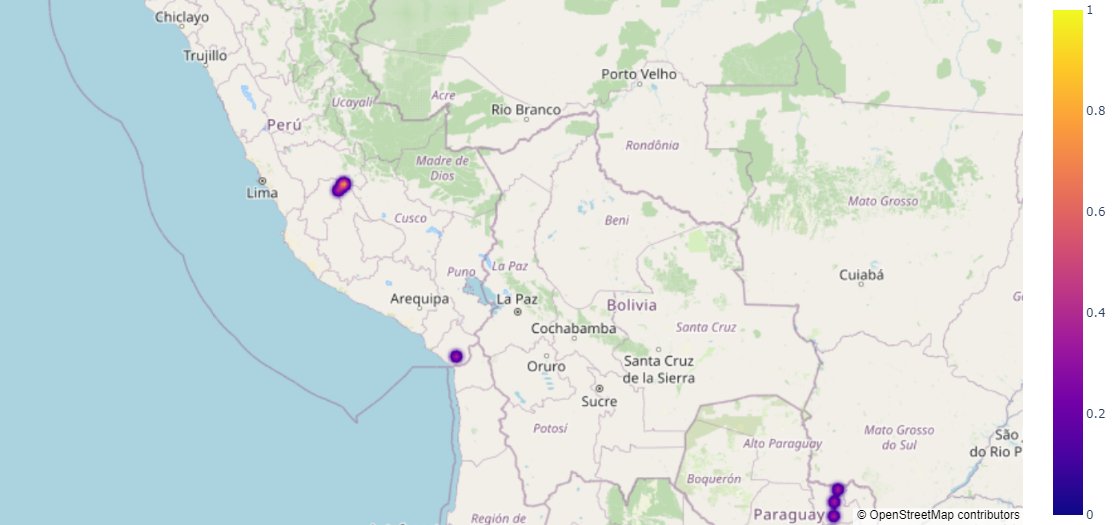 Chiclayo
Trujillo
Porto Velho
Acre
Ucayali
Rio Branco
Perú
Rondônia
Madre de
Dios
Lima
Mato Grosso
Cusco
Beni
Puno
La Paz
Cuiabá
Arequipa
La Paz
Bolivia
Cochabamba
Santa Cruz
Oruro
Santa Cruz
de la Sierra
Sucre
Potosí
Alto Paraguay
Mato Grosso
do Sul
São
do Rio P
Boquerón
Región de
Paraguay
© OpenStreetMap contributors
1
0.8
0.6
0.4
0.2
0